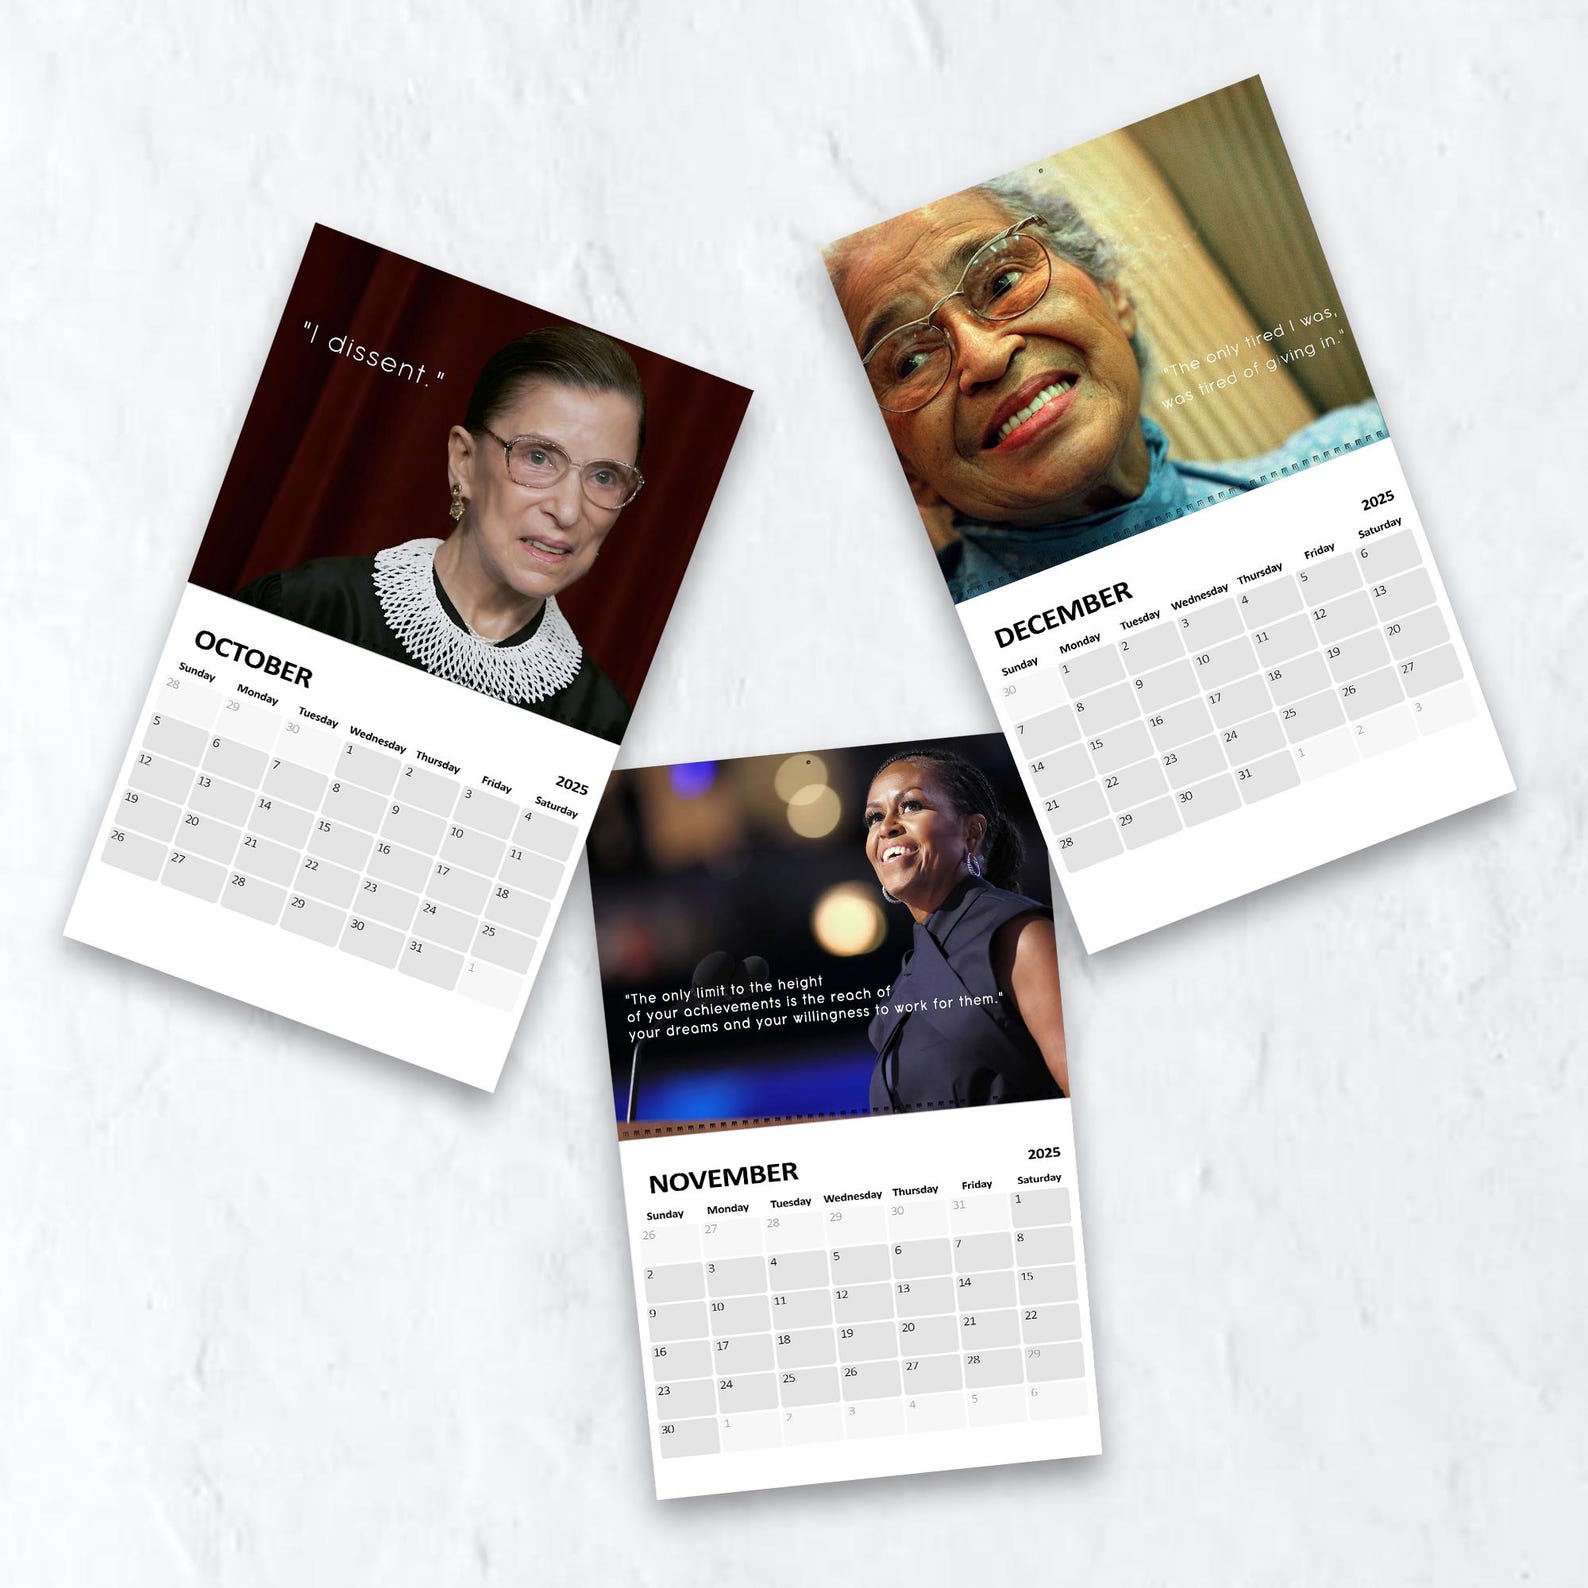 "I dissent."
OCTOBER
2025
Sunday Monday Tuesday Wednesday Thursday Friday Saturday
28 29 30 1 2 3 4
5 6 7 8 9 10 11
12 13 14 15 16 17 18
19 20 21 22 23 24 25
26 27 28 29 30 31 1
"The only tired I was,
was tired of giving in."
DECEMBER
2025
Sunday Monday Tuesday Wednesday Thursday Friday Saturday
30 1 2 3 4 5 6
7 8 9 10 11 12 13
14 15 16 17 18 19 20
21 22 23 24 25 26 27
28 29 30 31 1 2 3
"The only limit to the height
of your achievements is the reach of
your dreams and your willingness to work for them."
NOVEMBER
2025
Sunday Monday Tuesday Wednesday Thursday Friday Saturday
26 27 28 29 30 31 1
2 3 4 5 6 7 8
9 10 11 12 13 14 15
16 17 18 19 20 21 22
23 24 25 26 27 28 29
30 1 2 3 4 5 6